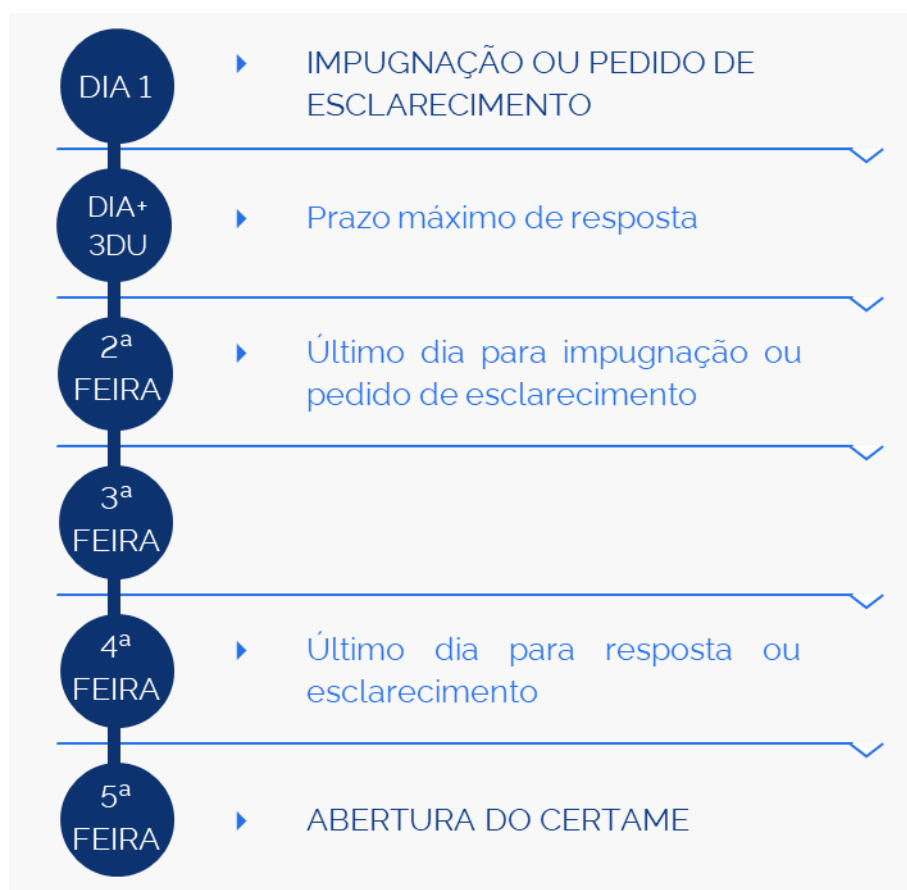 DIA 1
IMPUGNAÇÃO OU PEDIDO DE
ESCLARECIMENTO
DIA+
3DU
Prazo máximo de resposta
2ª
FEIRA
Último dia para impugnação ou
pedido de esclarecimento
3ª
FEIRA
4ª
FEIRA
Último dia para resposta ou
esclarecimento
5ª
FEIRA
ABERTURA DO CERTAME